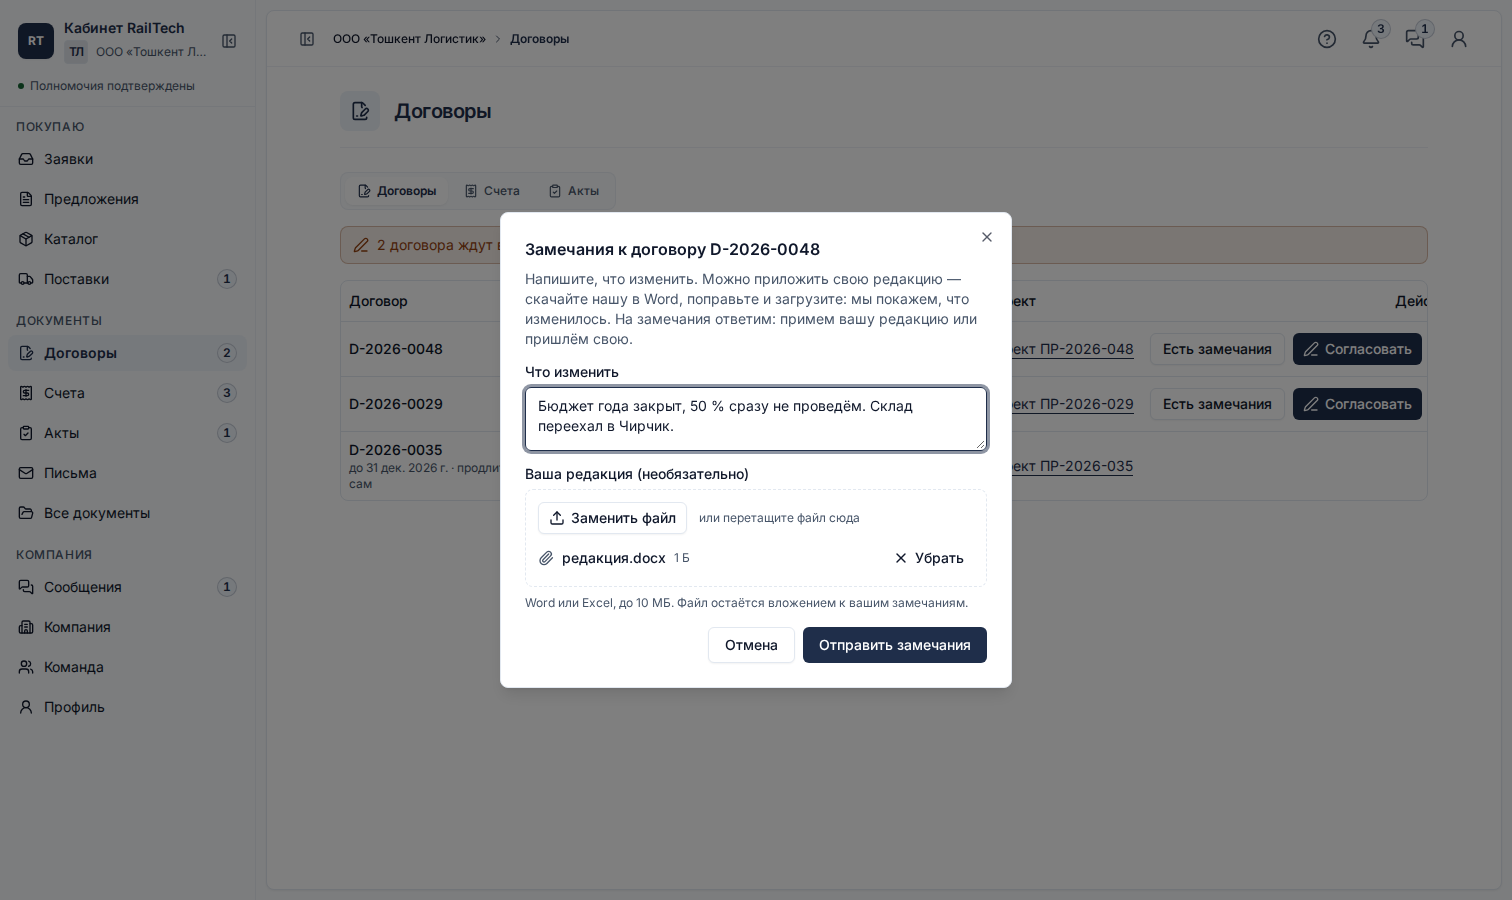 RT
Кабинет RailTech
ТЛ
ООО «Тошкент Л...
Полномочия подтверждены
ПОКУПАЮ
Заявки
Предложения
Каталог
Поставки
1
ДОКУМЕНТЫ
Договоры
2
Счета
3
Акты
1
Письма
Все документы
КОМПАНИЯ
Сообщения
1
Компания
Команда
Профиль
ООО «Тошкент Логистик»
Договоры
3
1
Договоры
Договоры
Счета
Акты
2 договора ждут
Договор
D-2026-0048
ПР-2026-048
Есть замечания
Согласовать
D-2026-0029
ПР-2026-029
Есть замечания
Согласовать
D-2026-0035
до 31 дек. 2026 г. ·
сам
ПР-2026-035
Замечания к договору D-2026-0048
Напишите, что изменить. Можно приложить свою редакцию —
скачайте нашу в Word, поправьте и загрузите: мы покажем, что
изменилось. На замечания ответим: примем вашу редакцию или
пришлём свою.
Что изменить
Бюджет года закрыт, 50 % сразу не проведём. Склад
переехал в Чирчик.
Ваша редакция (необязательно)
Заменить файл
или перетащите файл сюда
редакция.docx
1 Б
Убрать
Word или Excel, до 10 МБ. Файл остаётся вложением к вашим замечаниям.
Отмена
Отправить замечания